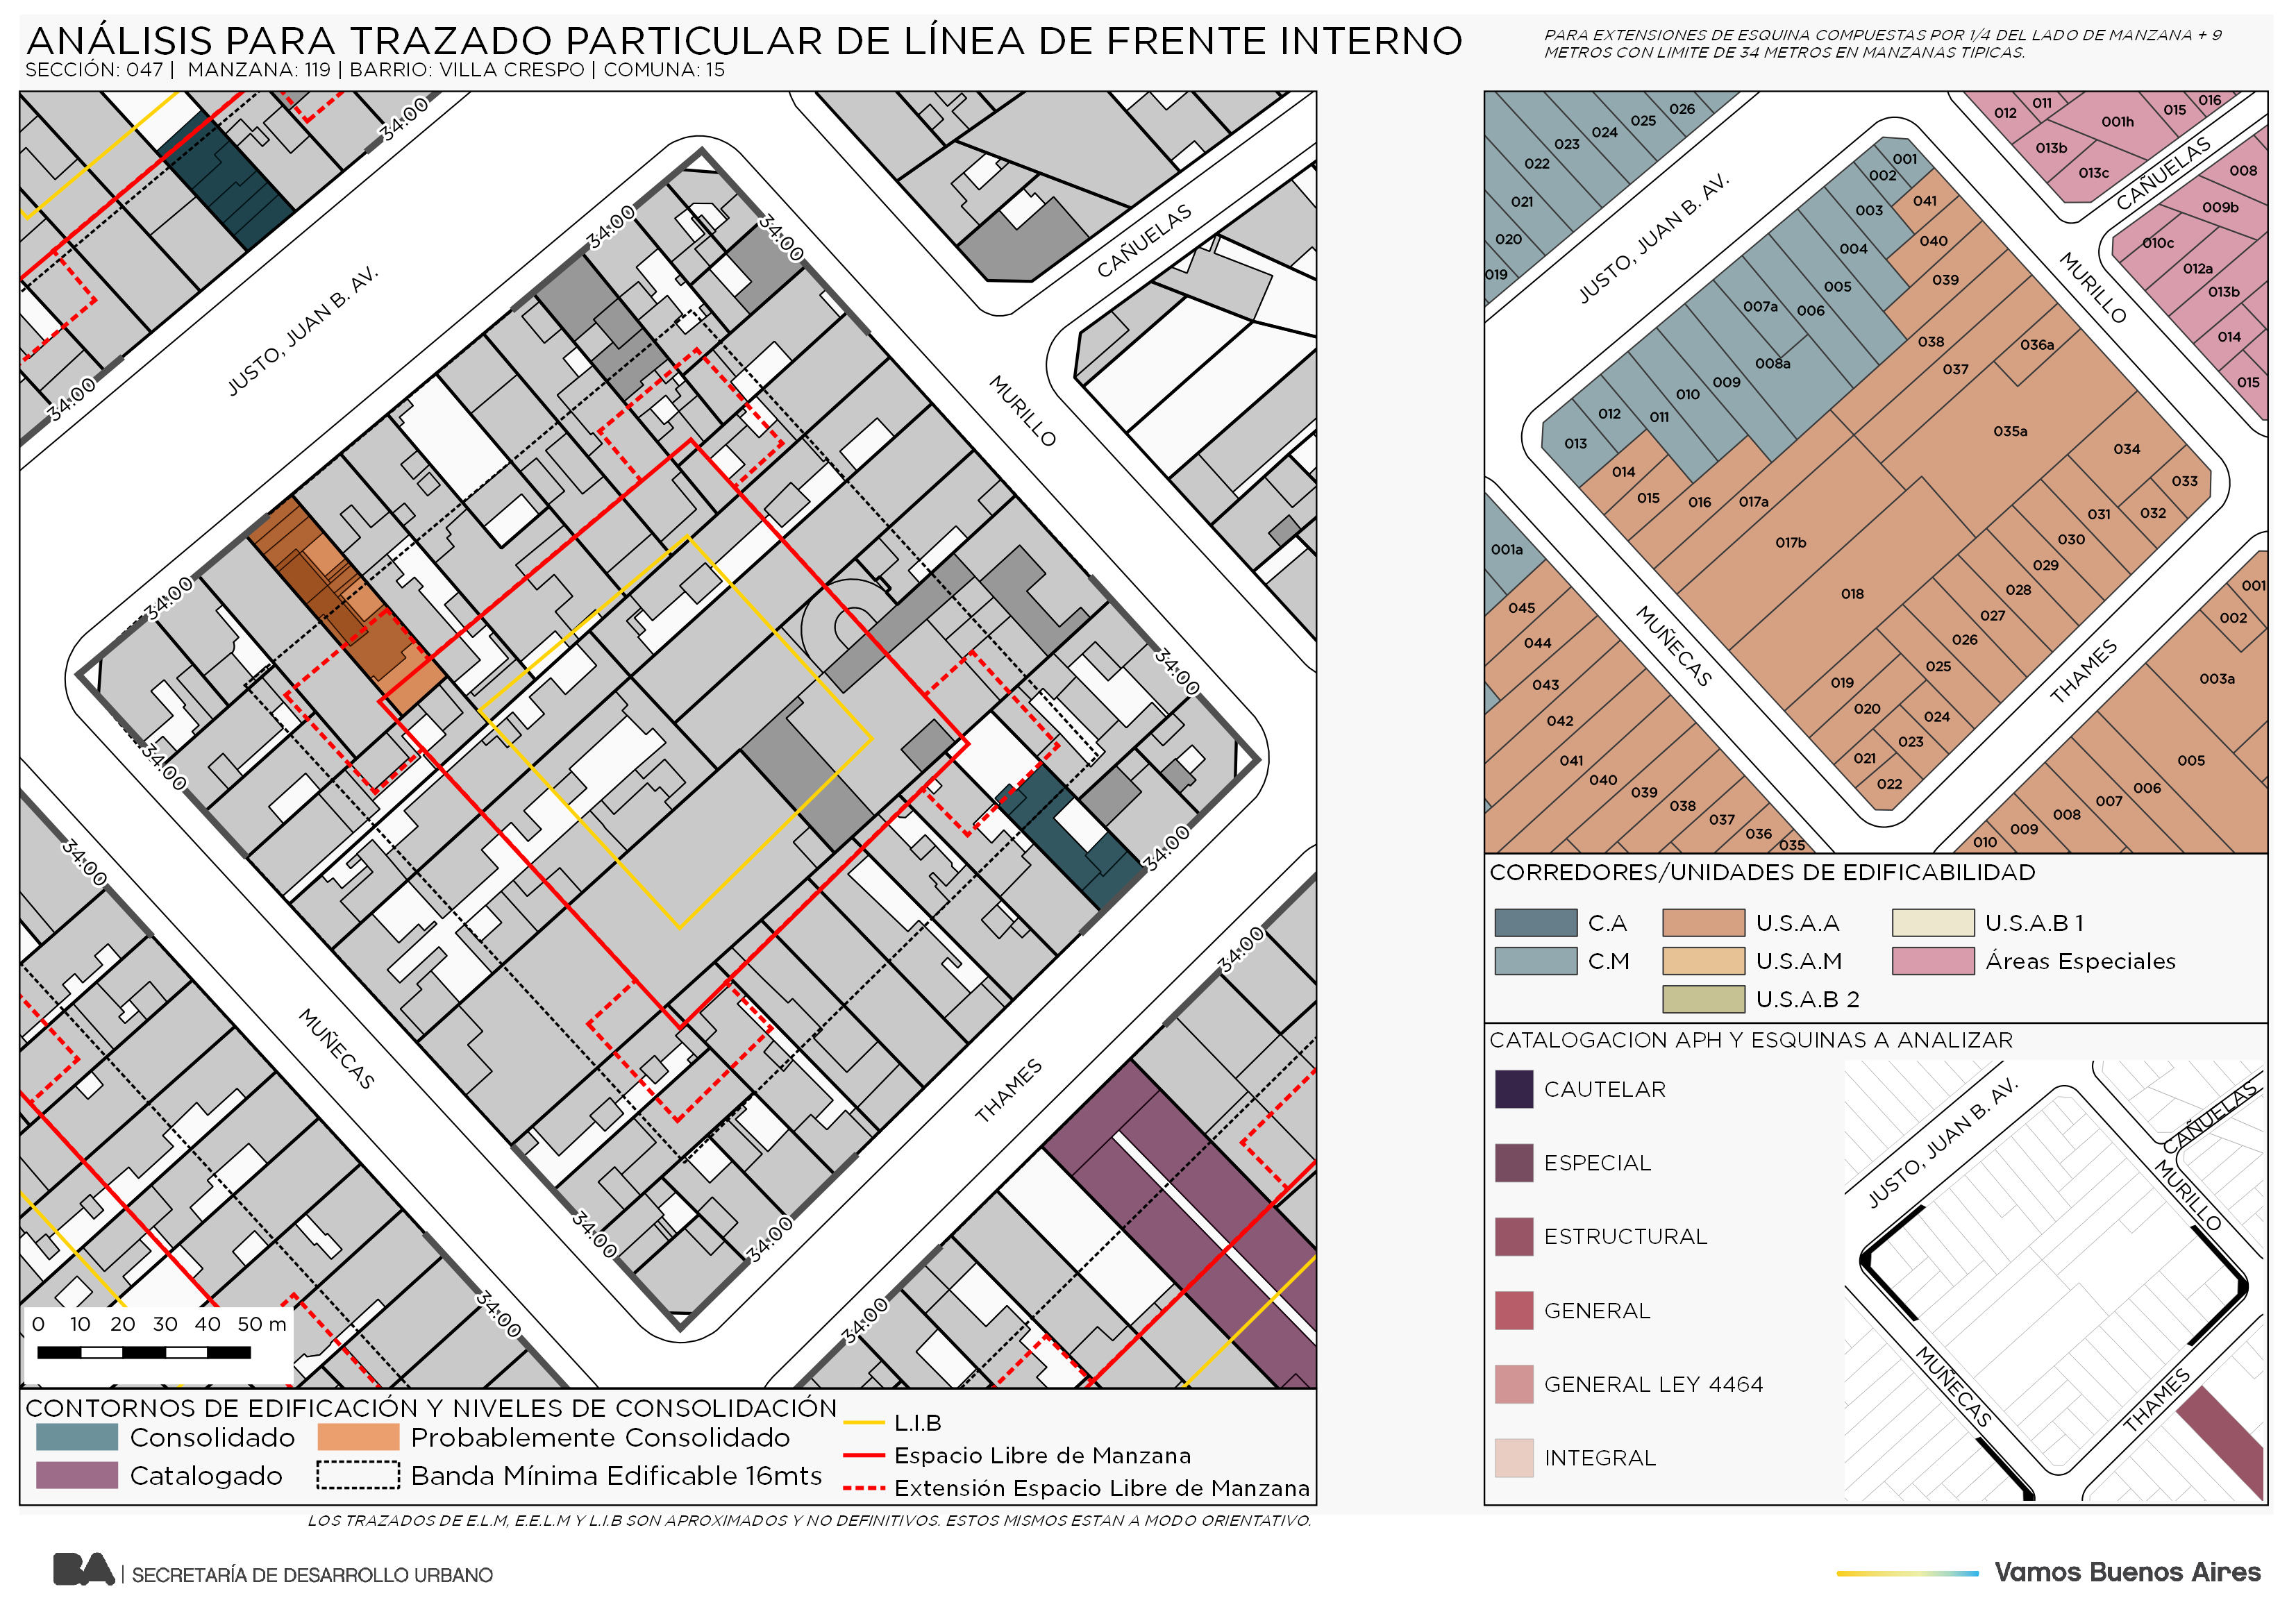 ANÁLISIS PARA TRAZADO PARTICULAR DE LÍNEA DE FRENTE INTERNO
SECCIÓN: 047 | MANZANA: 119 | BARRIO: VILLA CRESPO | COMUNA: 15
PARA EXTENSIONES DE ESQUINA COMPUESTAS POR 1/4 DEL LADO DE MANZANA + 9
METROS CON LIMITE DE 34 METROS EN MANZANAS TIPICAS.
34:00
34:00
34:00
CAÑUELAS
JUSTO, JUAN B. AV.
34:00
MURILLO
34:00
34:00
34:00
34:00
34:00
34:00
MUÑECAS
THAMES
34:00
34:00
34:00
34:00
34:00
0 10 20 30 40 50 m
CONTORNOS DE EDIFICACIÓN Y NIVELES DE CONSOLIDACIÓN
Consolidado
Probablemente Consolidado
Catalogado
Banda Mínima Edificable 16mts
L.I.B
Espacio Libre de Manzana
Extensión Espacio Libre de Manzana
LOS TRAZADOS DE E.L.M, E.E.L.M Y L.I.B SON APROXIMADOS Y NO DEFINITIVOS. ESTOS MISMOS ESTAN A MODO ORIENTATIVO.
026
025
024
023
022
021
020
019
012
011
001h
015
016
013b
013c
CAÑUELAS
008
009b
010c
012a
013b
014
015
JUSTO, JUAN B. AV.
MURILLO
001
002
041
003
040
004
039
005
006
007a
038
036a
008a
037
009
010
011
012
013
035a
034
014
015
016
017a
033
032
031
017b
030
029
018
028
027
026
025
019
020
024
023
021
022
001a
045
044
043
042
041
040
039
038
037
036
035
MUÑECAS
THAMES
001
002
003a
005
006
007
008
009
010
CORREDORES/UNIDADES DE EDIFICABILIDAD
C.A
U.S.A.A
U.S.A.B 1
C.M
U.S.A.M
Áreas Especiales
U.S.A.B 2
CATALOGACION APH Y ESQUINAS A ANALIZAR
CAUTELAR
ESPECIAL
ESTRUCTURAL
GENERAL
GENERAL LEY 4464
INTEGRAL
JUSTO, JUAN B. AV.
CAÑUELAS
MURILLO
MUÑECAS
THAMES
BA | SECRETARÍA DE DESARROLLO URBANO
Vamos Buenos Aires